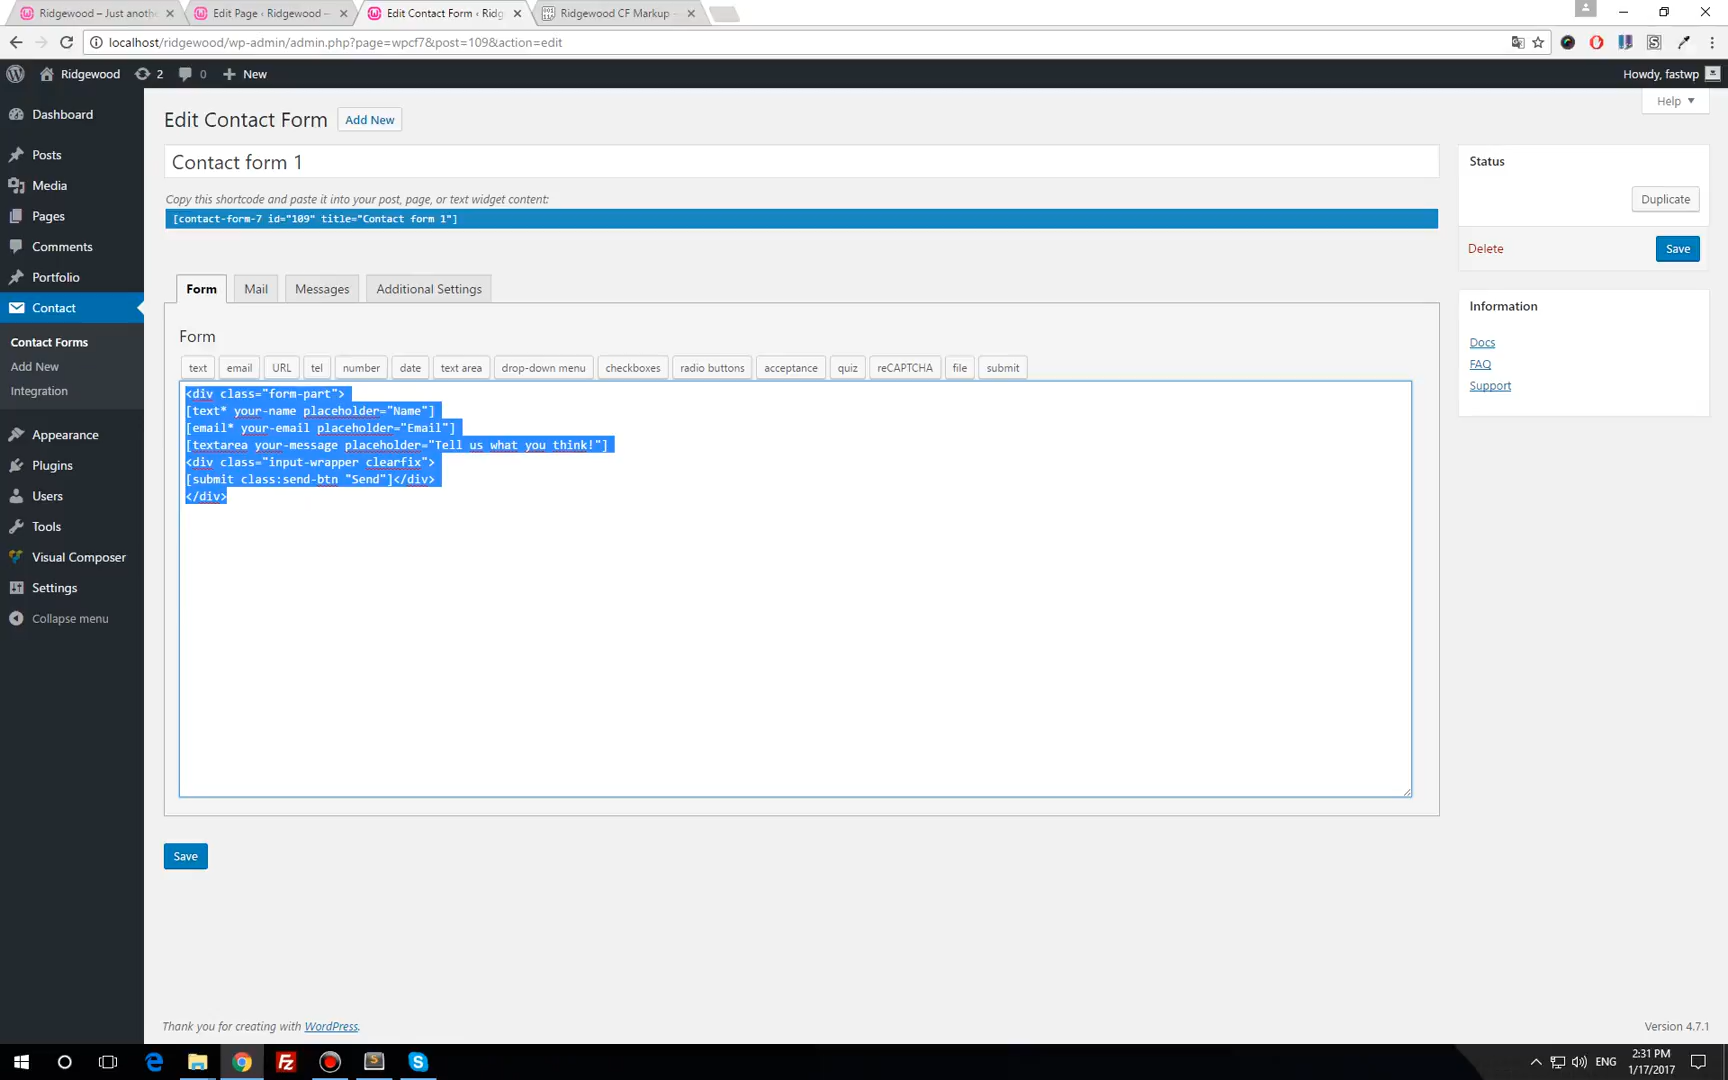 Ridgewood – Just anoth
Edit Page ‹ Ridgewood —
Edit Contact Form ‹ Ridg
Ridgewood CF Markup -
localhost/ridgewood/wp-admin/admin.php?page=wpcf7&post=109&action=edit
Ridgewood
2
0
New
Howdy, fastwp
Help
Dashboard
Posts
Media
Pages
Comments
Portfolio
Contact
Contact Forms
Add New
Integration
Appearance
Plugins
Users
Tools
Visual Composer
Settings
Collapse menu
Edit Contact Form
Add New
Contact form 1
Copy this shortcode and paste it into your post, page, or text widget content:
[contact-form-7 id="109" title="Contact form 1"]
Form
Mail
Messages
Additional Settings
Form
text
email
URL
tel
number
date
text area
drop-down menu
checkboxes
radio buttons
acceptance
quiz
reCAPTCHA
file
submit
<div class="form-part">
[text* your-name placeholder="Name"]
[email* your-email placeholder="Email"]
[textarea your-message placeholder="Tell us what you think!"]
<div class="input-wrapper clearfix">
[submit class:send-btn "Send"]</div>
</div>
Save
Status
Duplicate
Delete
Save
Information
Docs
FAQ
Support
Thank you for creating with WordPress.
Version 4.7.1
ENG
2:31 PM
1/17/2017